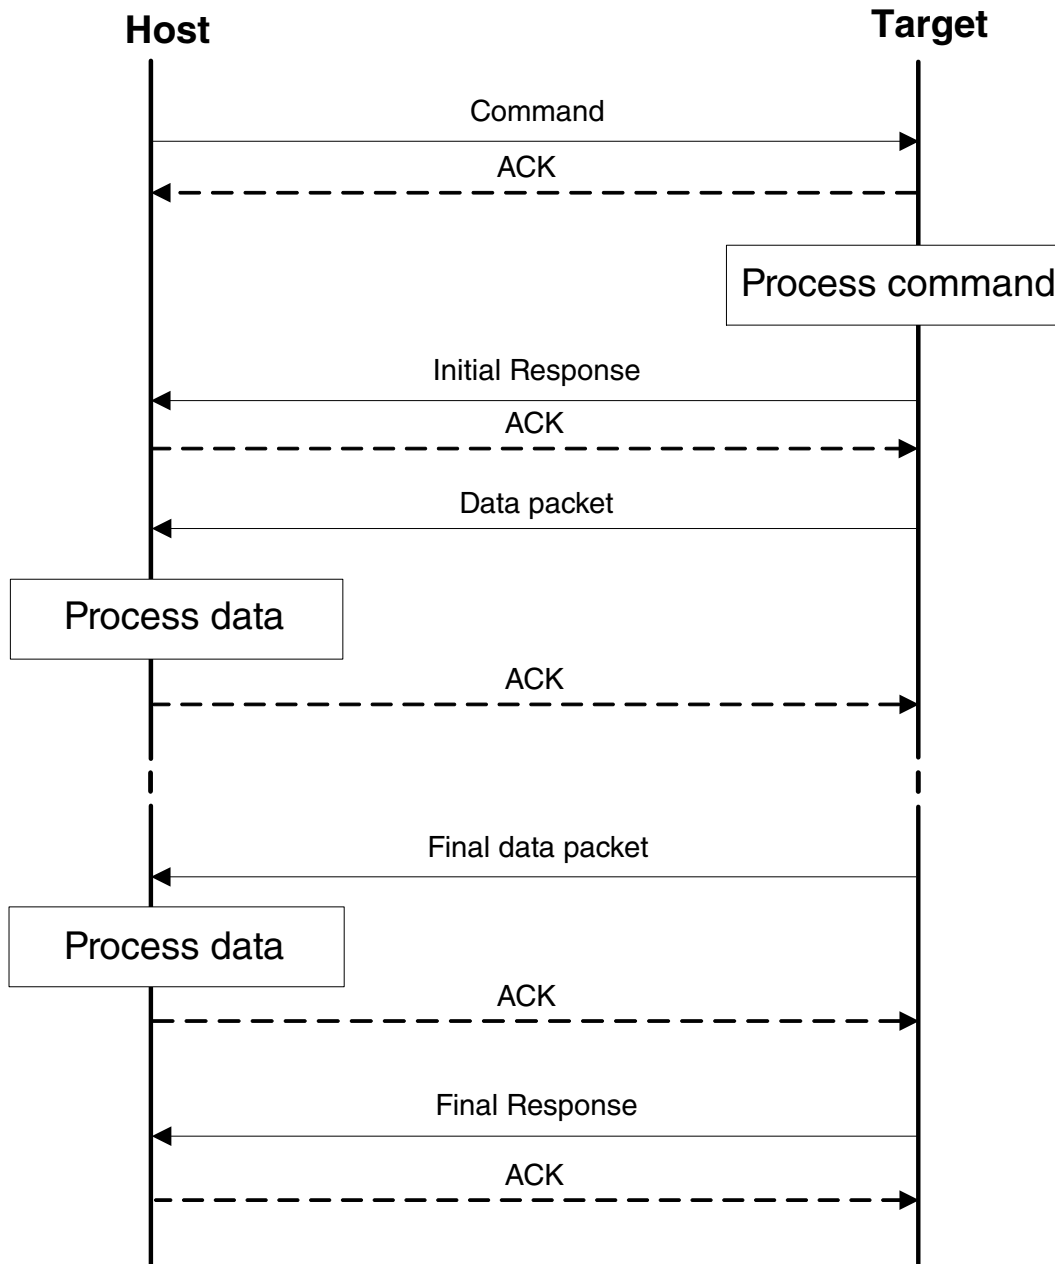 Host
Target
Command
ACK
Process command
Initial Response
ACK
Data packet
Process data
ACK
Final data packet
Process data
ACK
Final Response
ACK